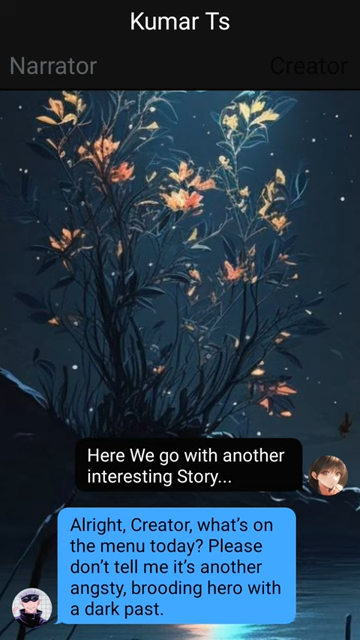 Kumar Ts
Narrator
Creator
Here We go with another
interesting Story...
Alright, Creator, what's on
the menu today? Please
don't tell me it's another
angsty, brooding hero with
a dark past.